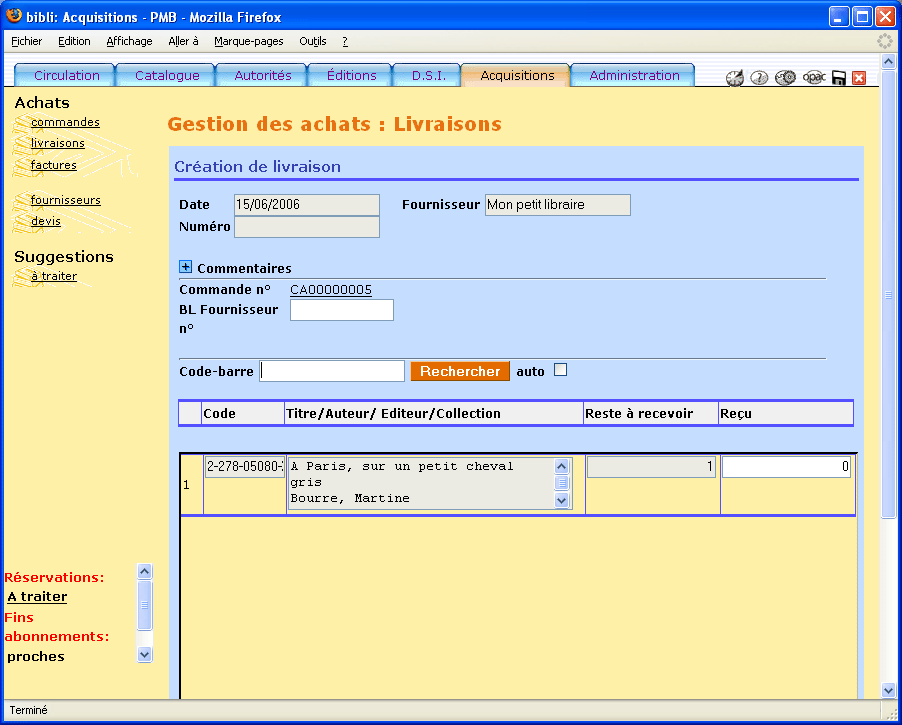 bibli: Acquisitions - PMB - Mozilla Firefox
Fichier Edition Affichage Aller à Marque-pages Outils ?
Circulation Catalogue Autorités Éditions D.S.I. Acquisitions Administration opac
Achats
commandes
livraisons
factures
fournisseurs
devis
Suggestions
à traiter
Réservations:
A traiter
Fins
abonnements:
proches
Gestion des achats : Livraisons
Création de livraison
Date 15/06/2006 Fournisseur Mon petit libraire
Numéro
Commentaires
Commande n° CA00000005
BL Fournisseur
n°
Code-barre Rechercher auto
Code Titre/Auteur/ Editeur/Collection Reste à recevoir Reçu
1 2-278-05080- A Paris, sur un petit cheval 1 0
gris
Bourre, Martine
Terminé